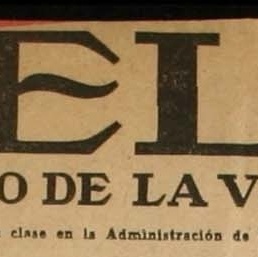 EL
O DE LA V
clase en la Administración de